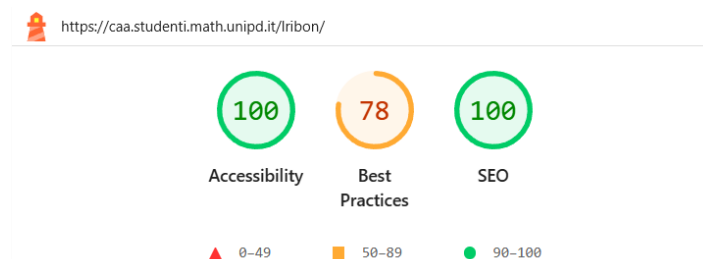 https://caa.studenti.math.unipd.it/lribon/
100 78 100
Accessibility Best Practices SEO
0–49 50–89 90–100